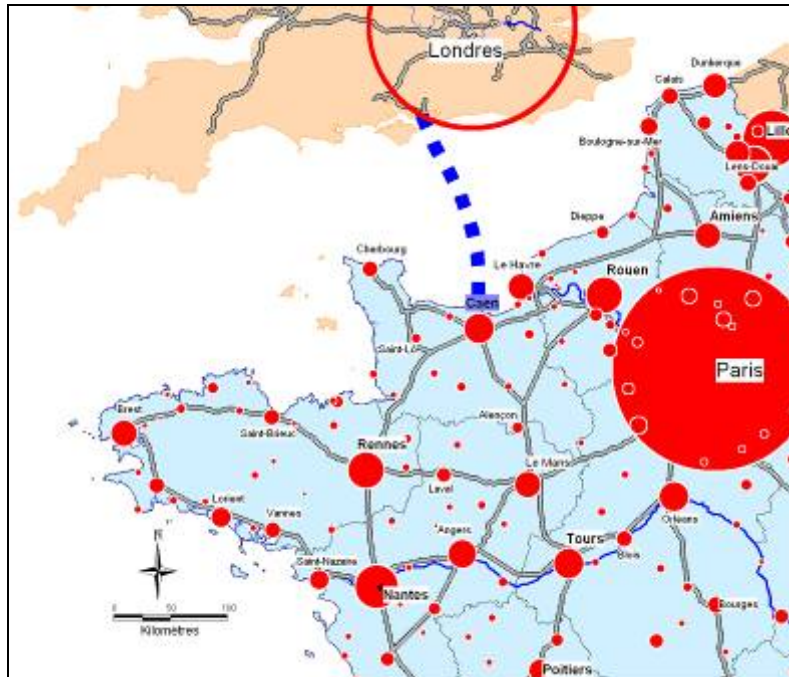 Londres
Dunkerque
Calais
Lille
Boulogne-sur-Mer
Lens-Douai
Dieppe
Amiens
Cherbourg
Le Havre
Rouen
Caen
Saint-Lô
Paris
Brest
Saint-Brieuc
Alençon
Rennes
Le Mans
Laval
Lorient
Vannes
Orléans
Angers
Tours
Blois
Saint-Nazaire
Nantes
Bourges
N
0 50 100
Kilomètres
Poitiers